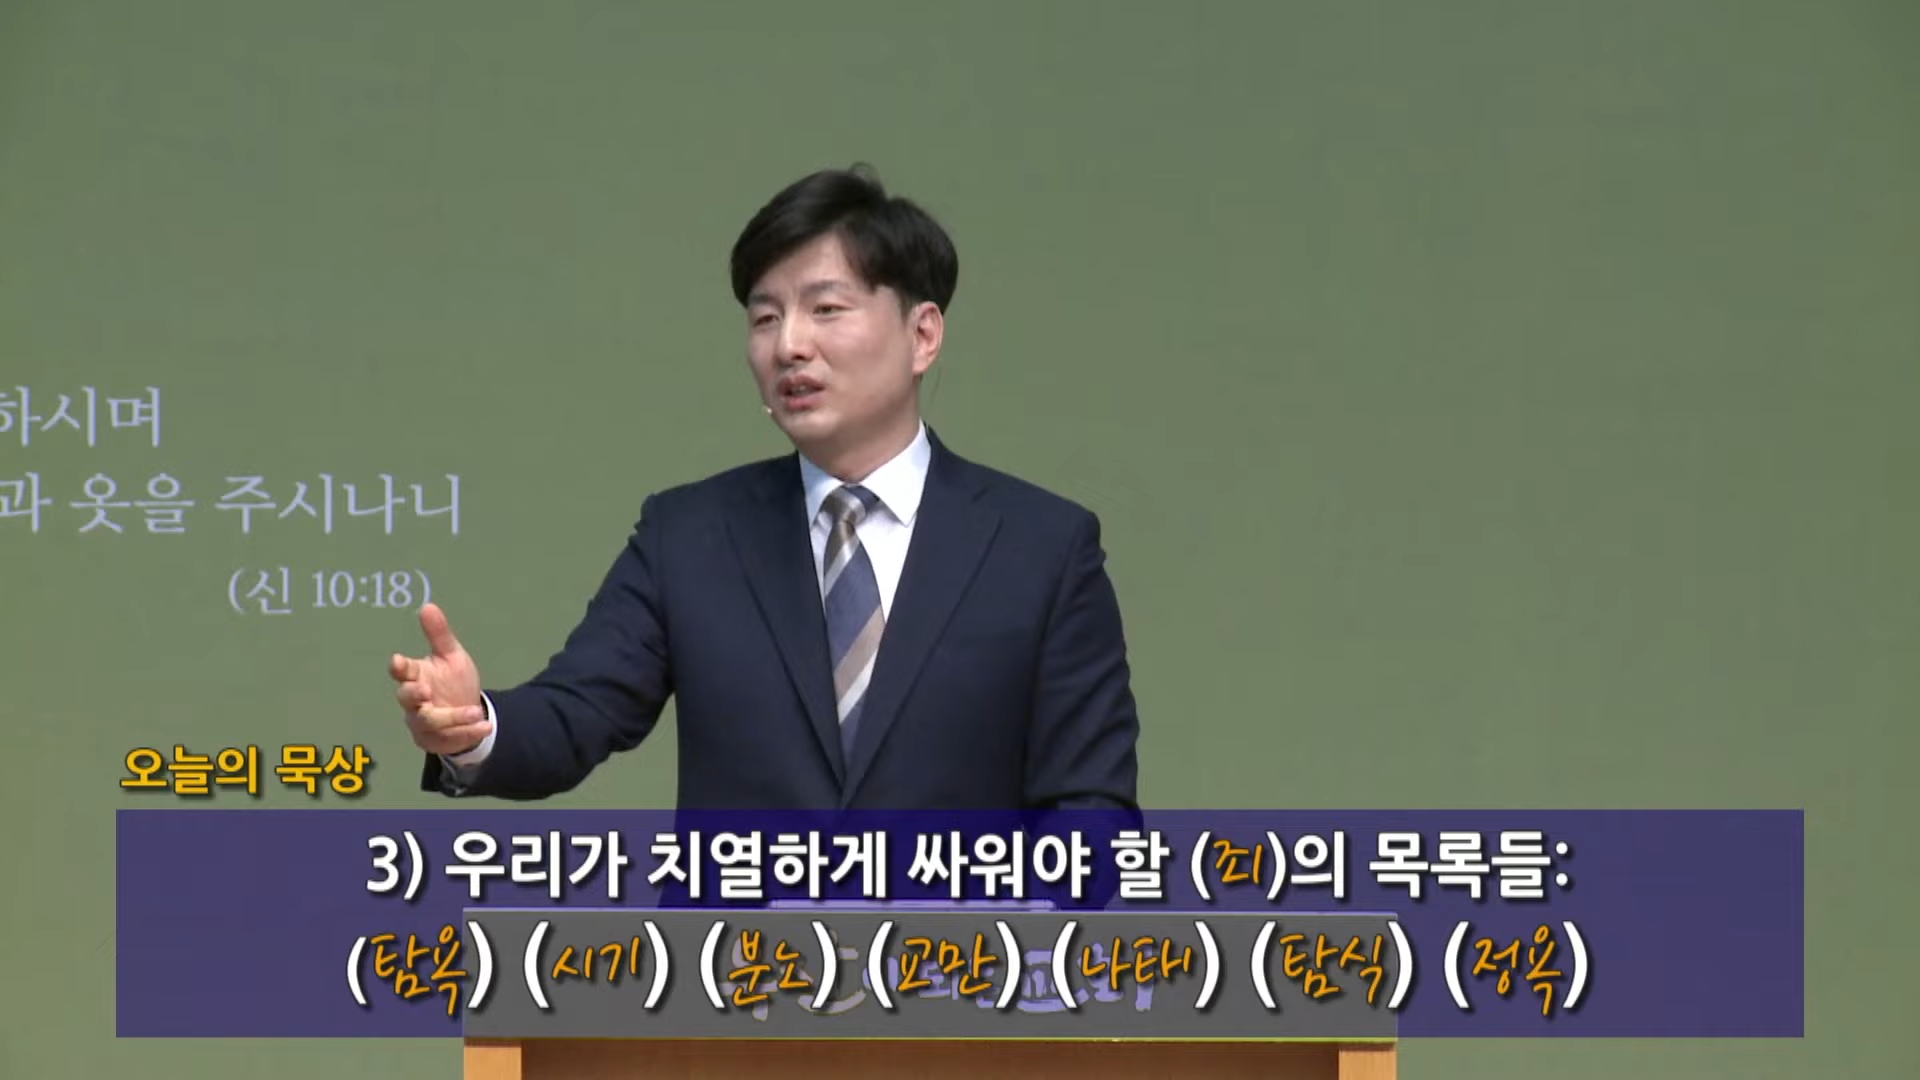 하시며
과 옷을 주시나니
(신 10:18)
오늘의 묵상
3) 우리가 치열하게 싸워야 할 (죄)의 목록들:
(탐욕) (시기) (분노) (교만) (나태) (탐식) (정욕)